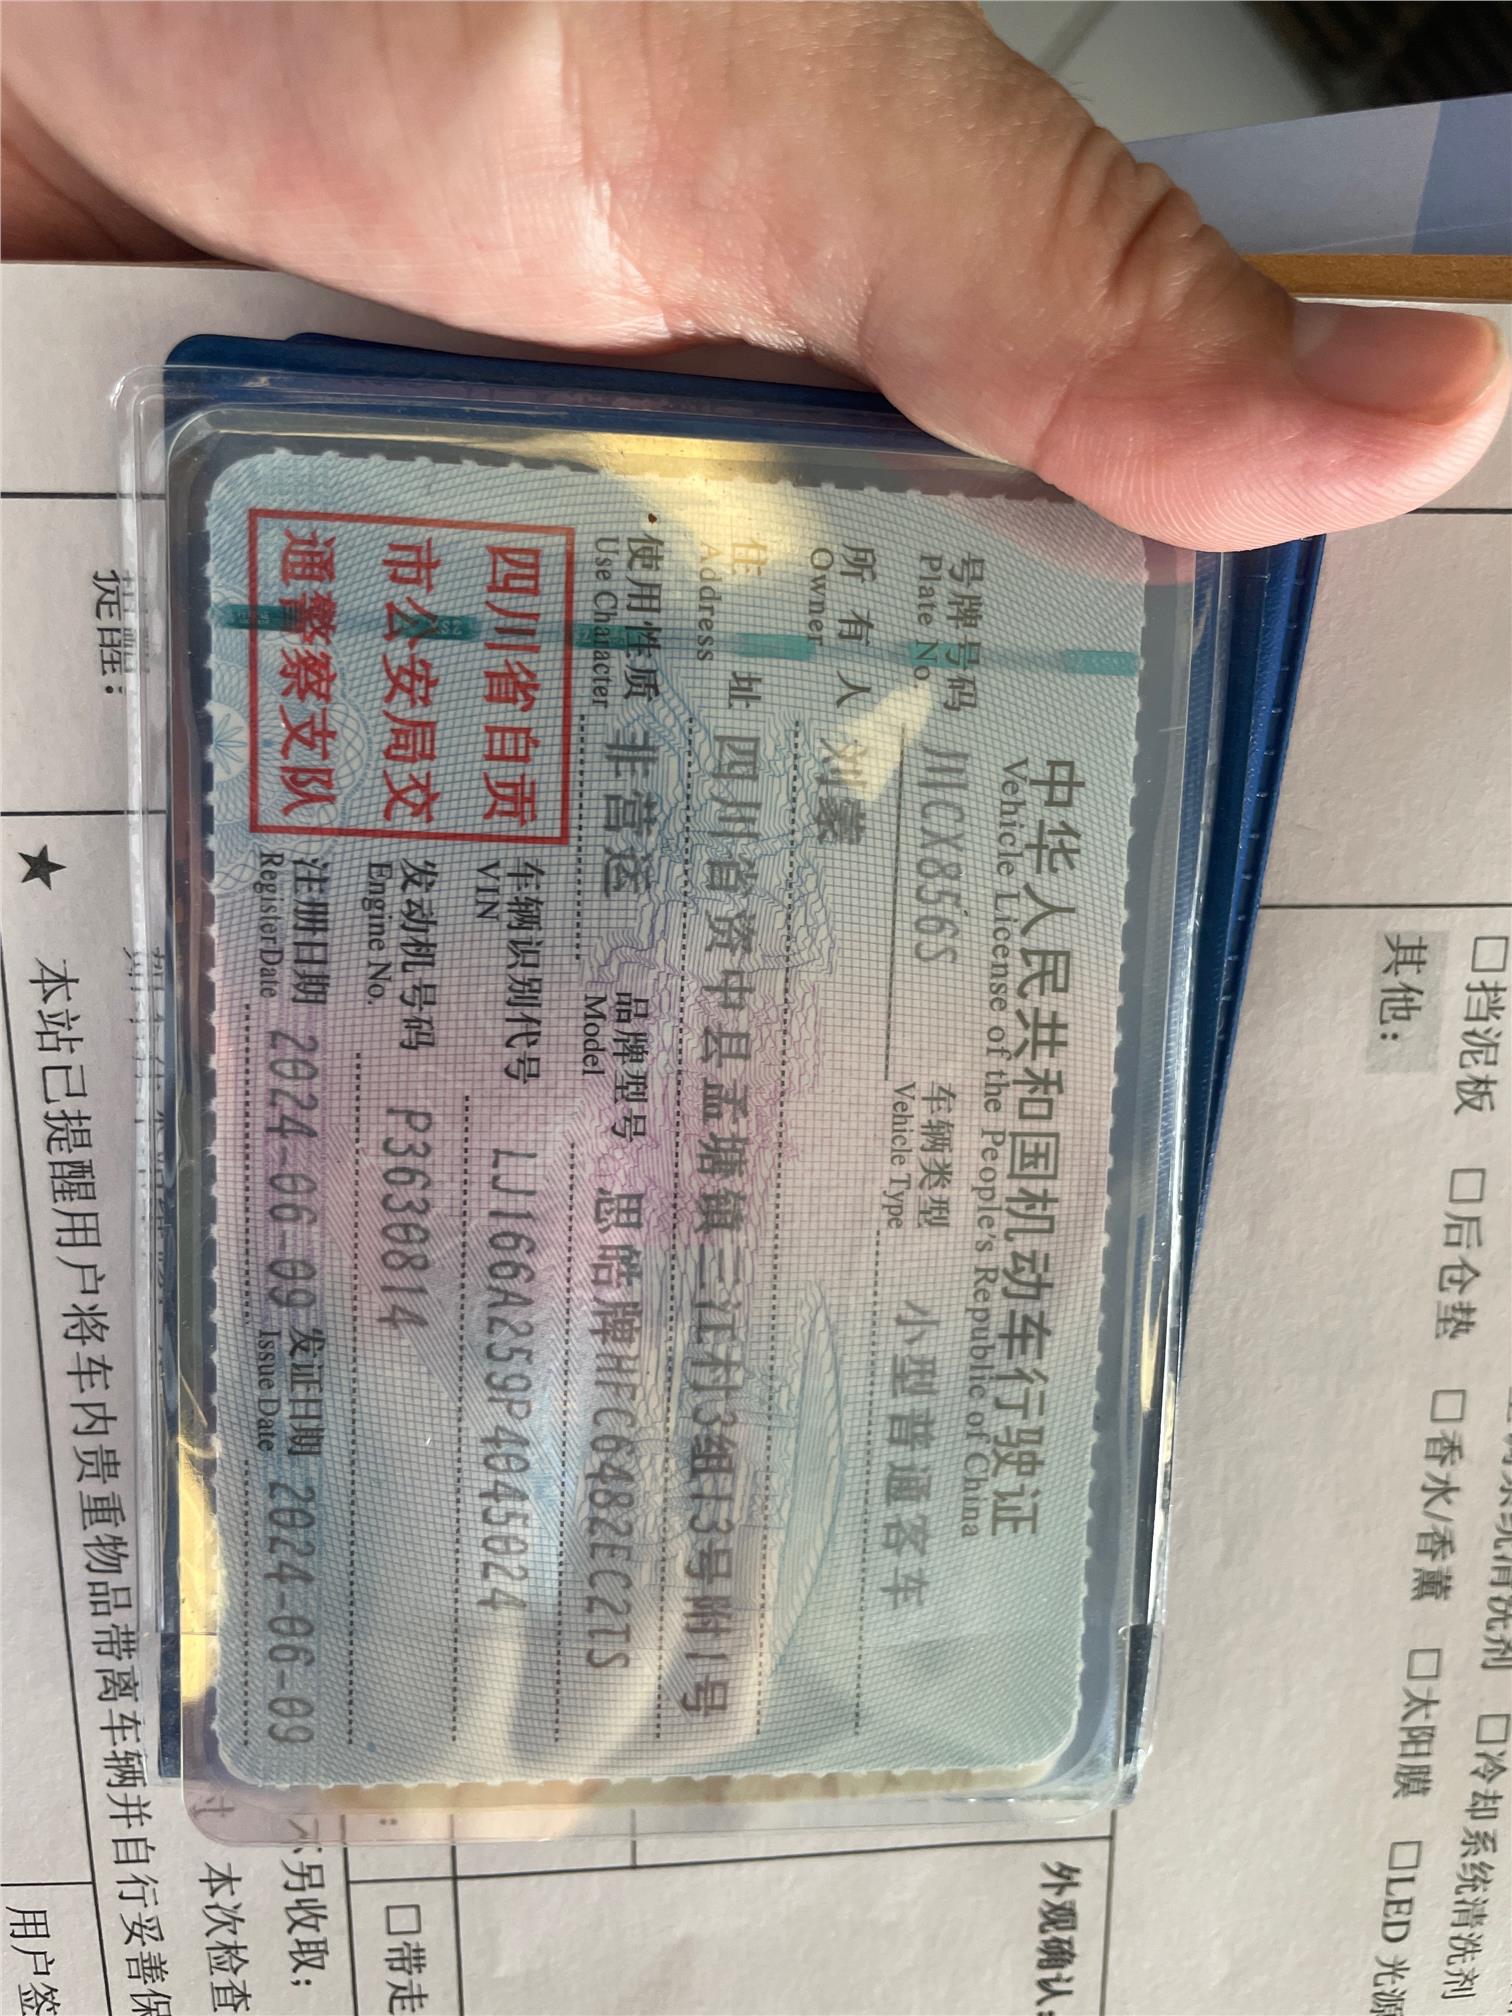 中华人民共和国机动车行驶证
Vehicle License of the People's Republic of China
号牌号码 川CX856S 车辆类型 小型普通客车
Plate No. Vehicle Type
所有人 刘蒙
Owner
住址 四川省资中县孟塘镇三江村3组13号附1号
Address
使用性质 非营运 品牌型号 思皓牌HFC6482EC2TS
Use Character Model
四川省自贡
市公安局交
通警察支队
车辆识别代号 LJ166A259P4045024
VIN
发动机号码 P3630814
Engine No.
注册日期 2024-06-09 发证日期 2024-06-09
Register Date Issue Date
冷却系统清洗剂
□挡泥板 □后仓垫 □香水/香薰 □太阳膜 □LED 光源
其他：
外观确认：
□带走
不另收取；
本次检查
提醒：
★ 本站已提醒用户将车内贵重物品带离车辆并自行妥善保
用户签